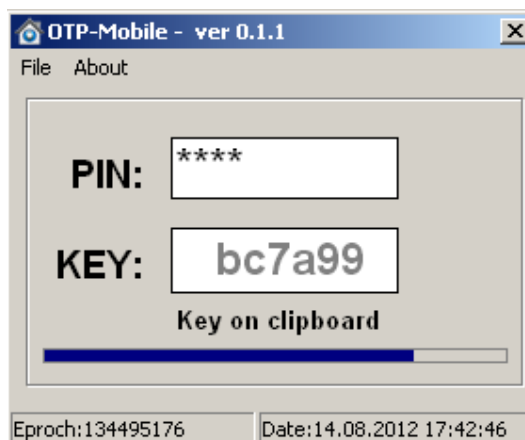 OTP-Mobile - ver 0.1.1
File About
PIN: ****
KEY: bc7a99
Key on clipboard
Eproch:134495176 Date:14.08.2012 17:42:46